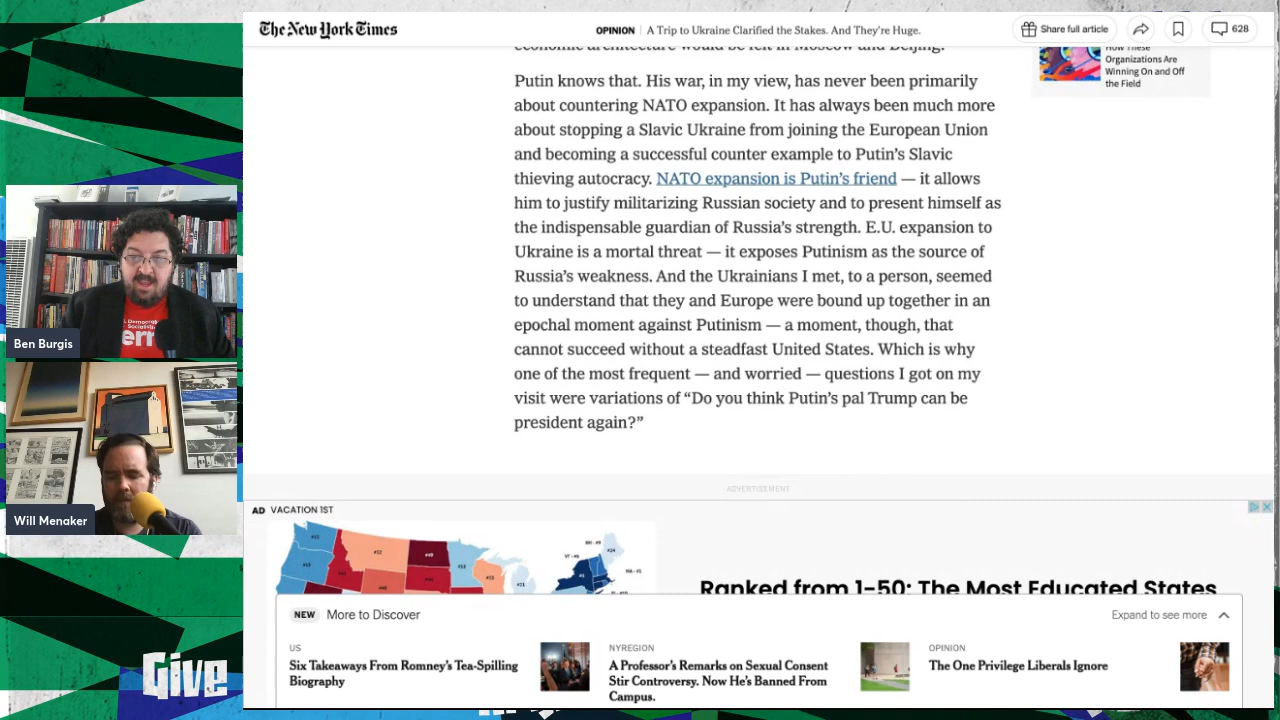 The New York Times
OPINION | A Trip to Ukraine Clarified the Stakes. And They're Huge.
Share full article
628
economic architecture would be felt in Moscow and Beijing.
How These
Organizations Are
Winning On and Off
the Field
Putin knows that. His war, in my view, has never been primarily
about countering NATO expansion. It has always been much more
about stopping a Slavic Ukraine from joining the European Union
and becoming a successful counter example to Putin's Slavic
thieving autocracy. NATO expansion is Putin's friend — it allows
him to justify militarizing Russian society and to present himself as
the indispensable guardian of Russia's strength. E.U. expansion to
Ukraine is a mortal threat — it exposes Putinism as the source of
Russia's weakness. And the Ukrainians I met, to a person, seemed
to understand that they and Europe were bound up together in an
epochal moment against Putinism — a moment, though, that
cannot succeed without a steadfast United States. Which is why
one of the most frequent — and worried — questions I got on my
visit were variations of “Do you think Putin's pal Trump can be
president again?”
Ben Burgis
Will Menaker
Give
ADVERTISEMENT
AD VACATION 1ST
Ranked from 1-50: The Most Educated States
NEW More to Discover
Expand to see more
US
Six Takeaways From Romney's Tea-Spilling
Biography
NYREGION
A Professor's Remarks on Sexual Consent
Stir Controversy. Now He's Banned From
Campus.
OPINION
The One Privilege Liberals Ignore